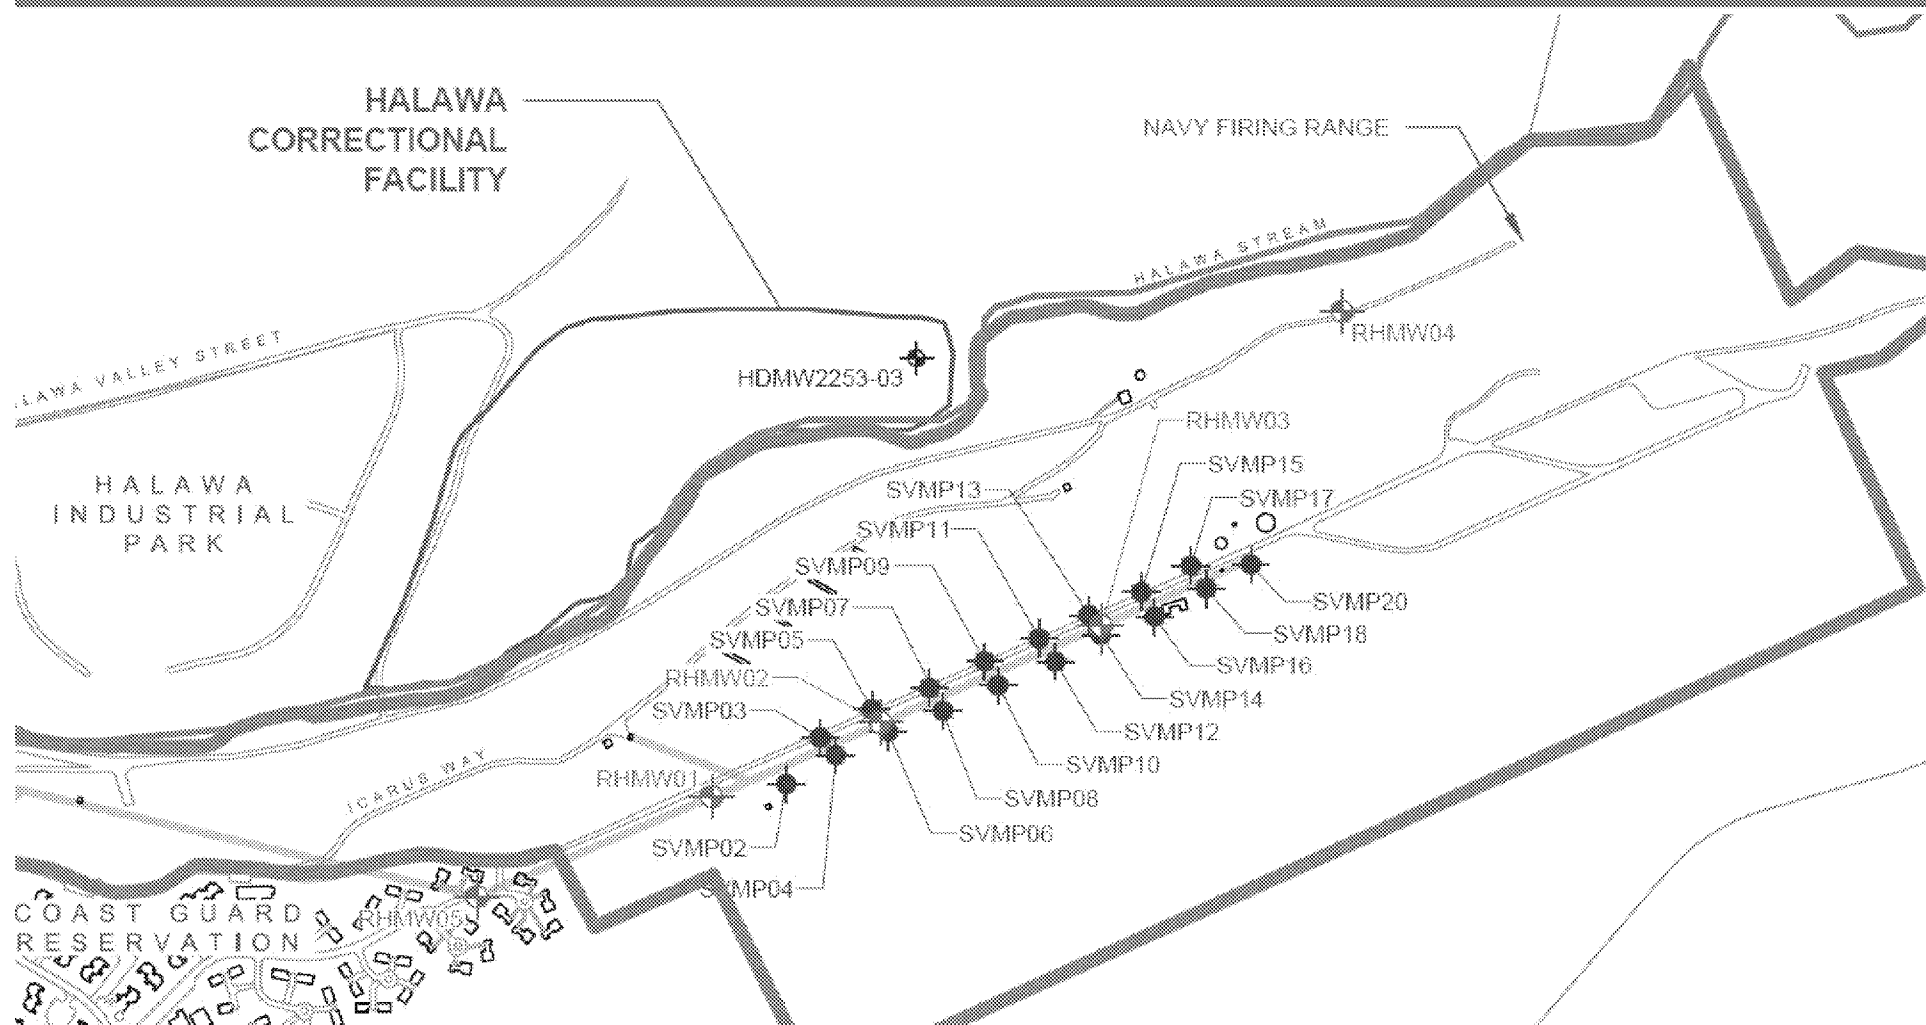 HALAWA
CORRECTIONAL
FACILITY
NAVY FIRING RANGE
HALAWA STREAM
RHMW04
LAWA VALLEY STREET
HDMW2253-03
RHMW03
SVMP15
SVMP13
SVMP17
HALAWA
INDUSTRIAL
PARK
SVMP11
SVMP09
SVMP07
SVMP20
SVMP05
SVMP18
SVMP16
RHMW02
SVMP14
SVMP03
SVMP12
SVMP10
RHMW01
ICARUS WAY
SVMP08
SVMP06
SVMP02
SVMP04
COAST GUARD
RESERVATION
RHMW05